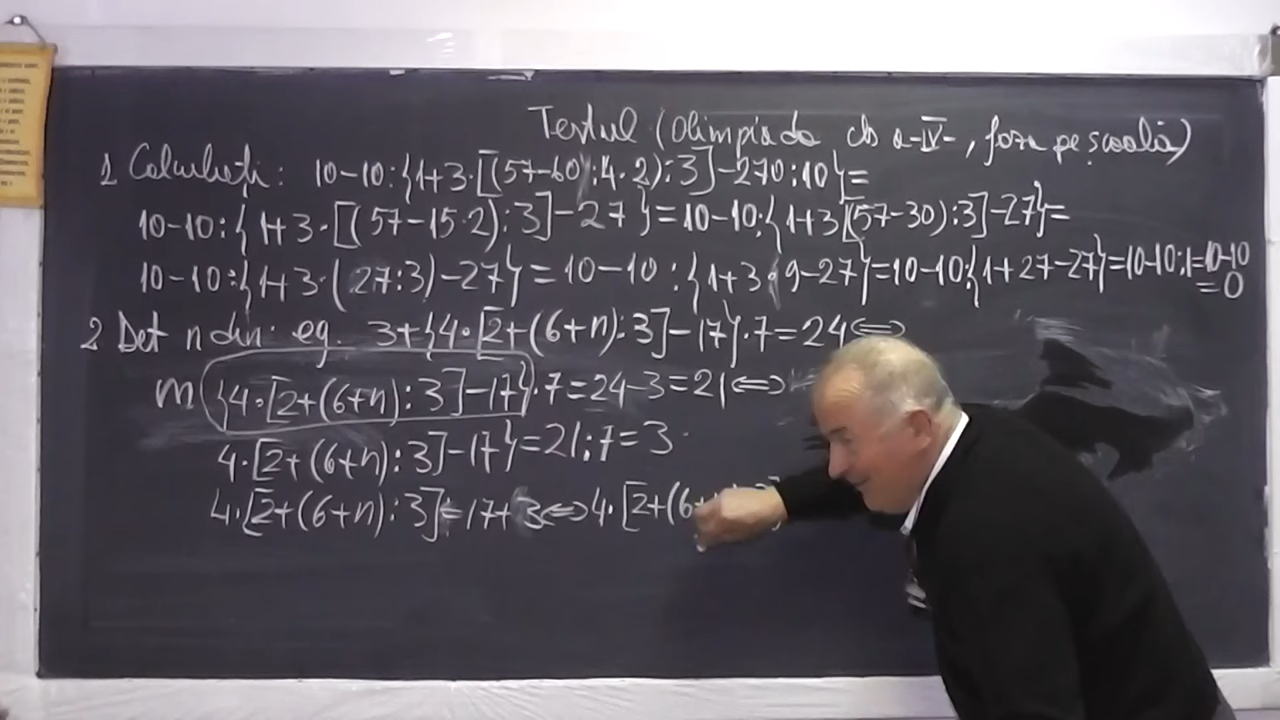 Testul (Olimpiada cls a-IV-, faza pe școală)
1 Calculați: 10-10:{1+3·[(57-60:4·2):3]-270:10}=
10-10:{1+3·[(57-15·2):3]-27}=10-10:{1+3[(57-30):3]-27}=
10-10:{1+3·(27:3)-27}=10-10:{1+3·9-27}=10-10:{1+27-27}=10-10:1=10-10
=0
2 Det n din: eg. 3+{4·[2+(6+n):3]-17}·7=24⇔
m {4·[2+(6+n):3]-17}·7=24-3=21⇔
4·[2+(6+n):3]-17}=21:7=3
4·[2+(6+n):3]=17+3⇔4·[2+(6+